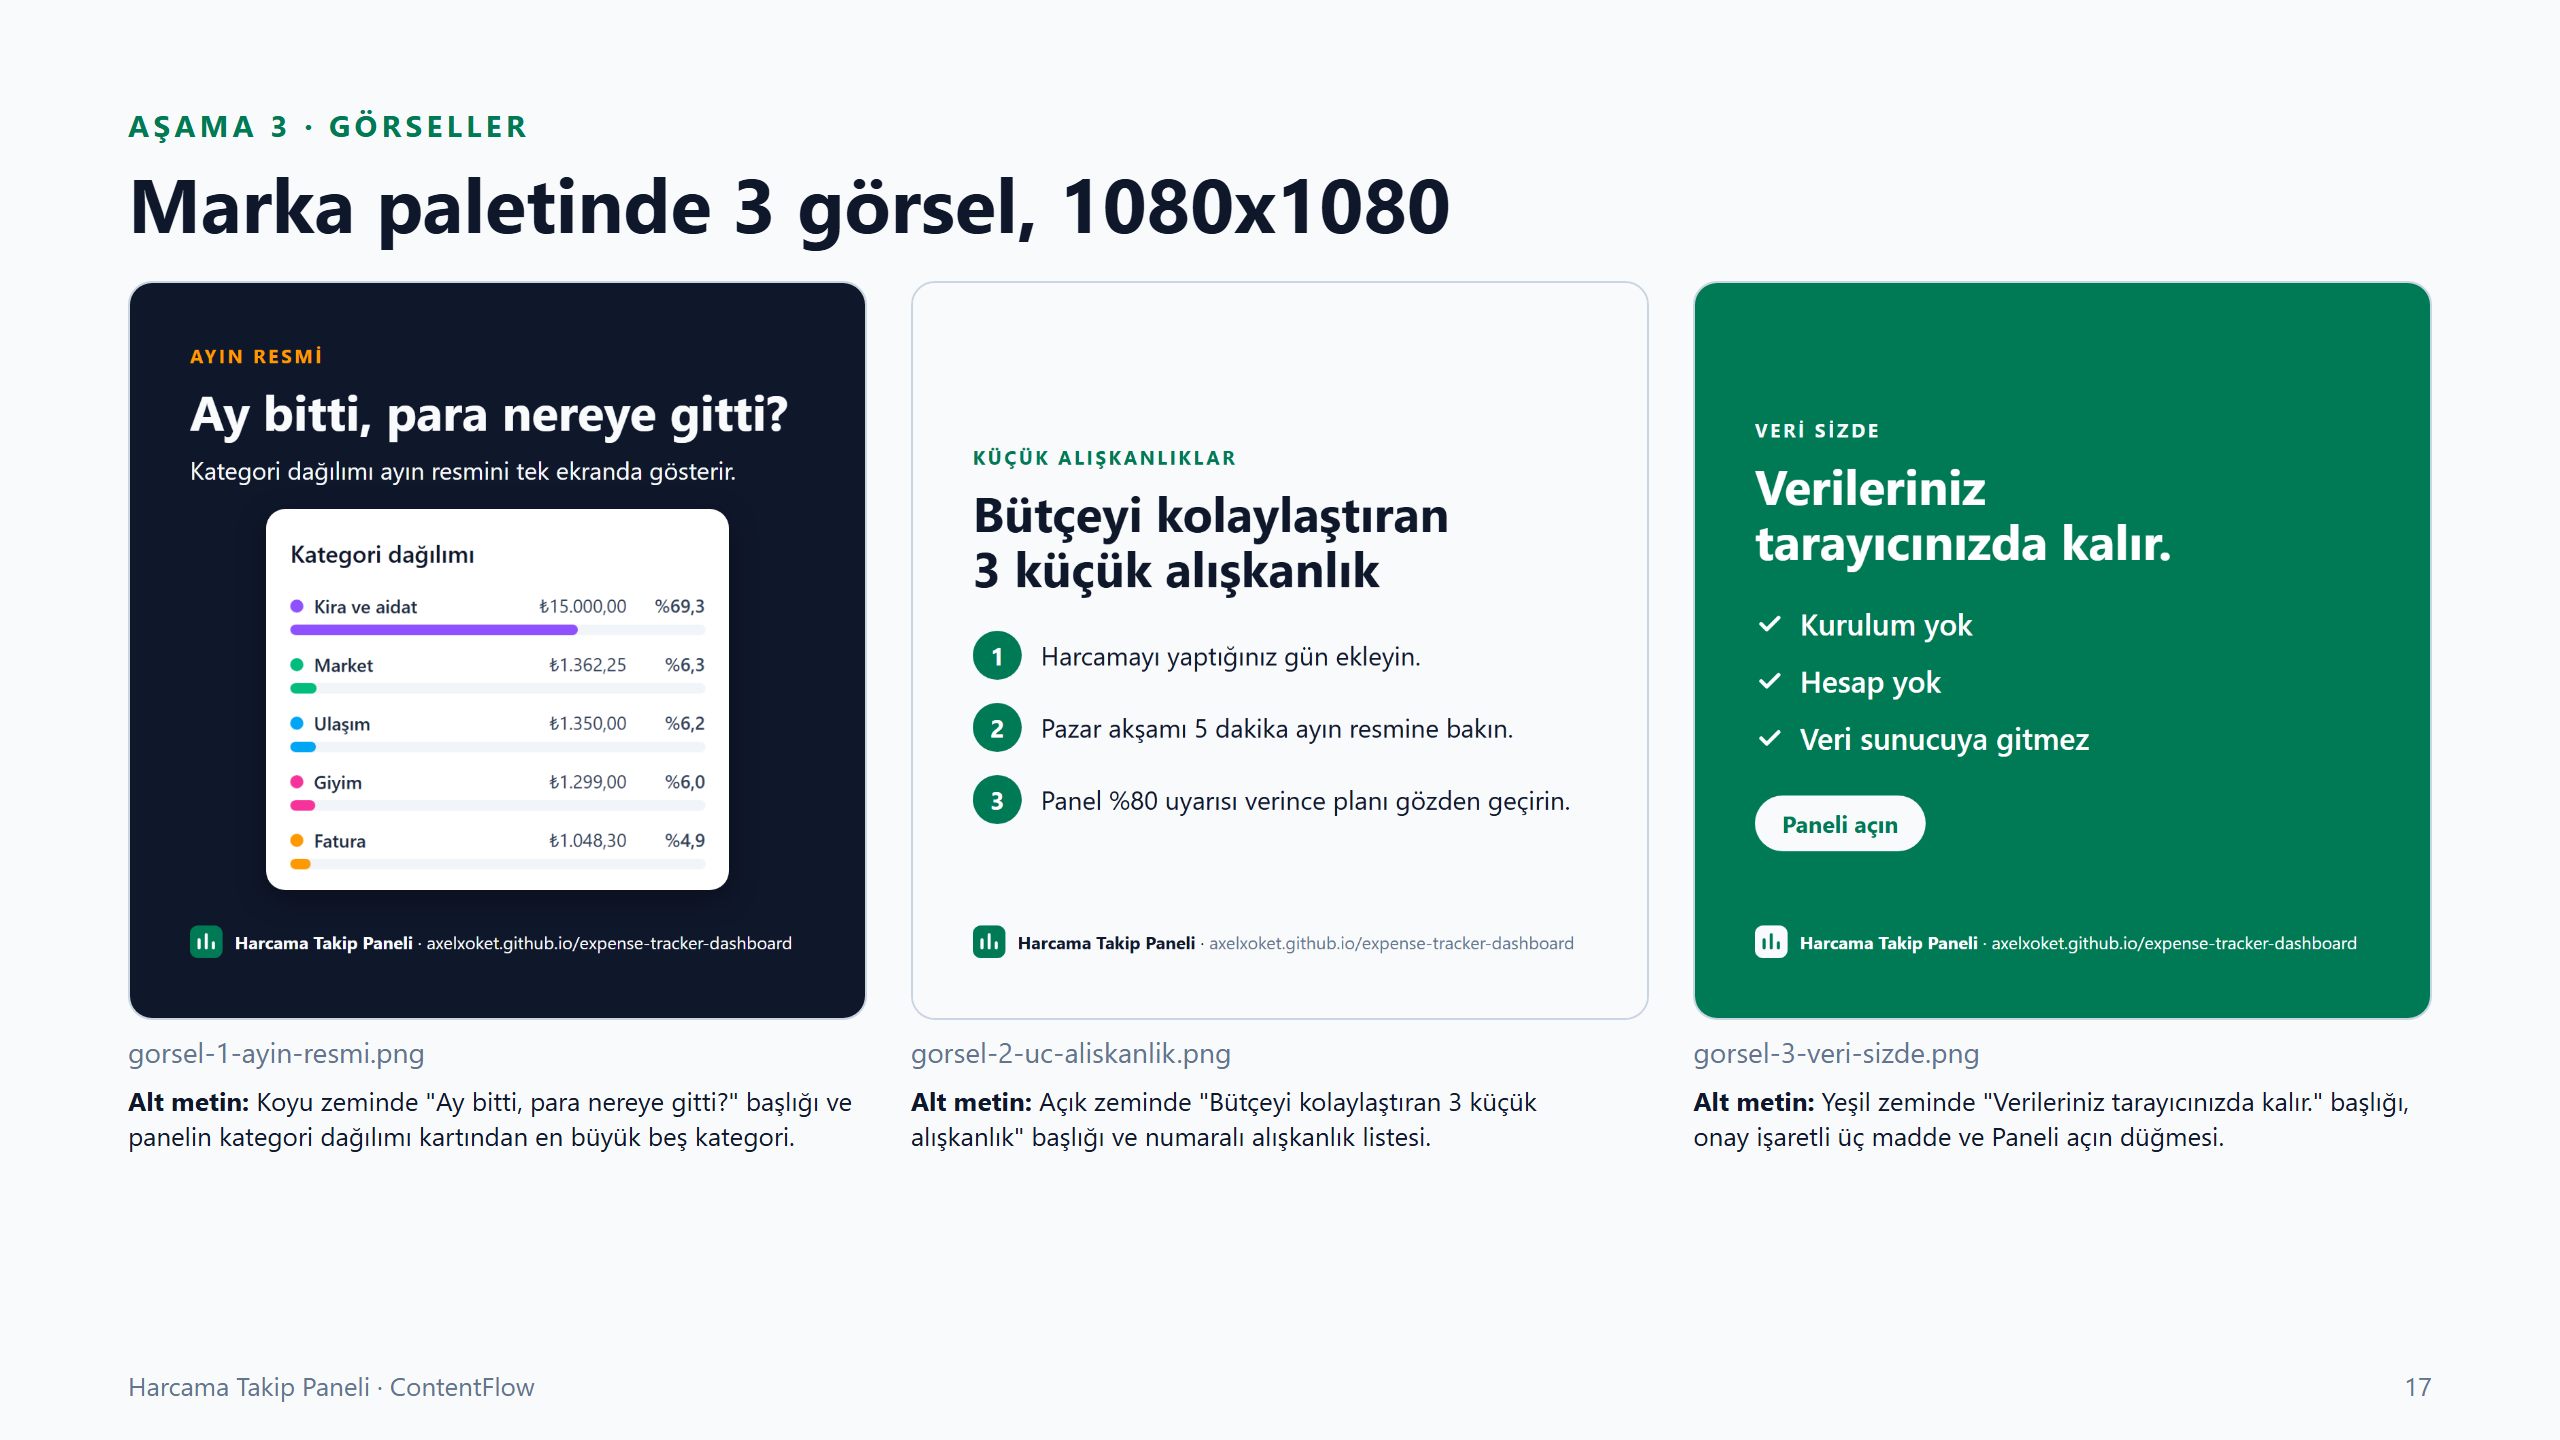 AŞAMA 3 · GÖRSELLER
Marka paletinde 3 görsel, 1080x1080
AYIN RESMİ
Ay bitti, para nereye gitti?
Kategori dağılımı ayın resmini tek ekranda gösterir.
Kategori dağılımı
Kira ve aidat ₺15.000,00 %69,3
Market ₺1.362,25 %6,3
Ulaşım ₺1.350,00 %6,2
Giyim ₺1.299,00 %6,0
Fatura ₺1.048,30 %4,9
Harcama Takip Paneli · axelxoket.github.io/expense-tracker-dashboard
gorsel-1-ayin-resmi.png
Alt metin: Koyu zeminde "Ay bitti, para nereye gitti?" başlığı ve
panelin kategori dağılımı kartından en büyük beş kategori.
KÜÇÜK ALIŞKANLIKLAR
Bütçeyi kolaylaştıran
3 küçük alışkanlık
1 Harcamayı yaptığınız gün ekleyin.
2 Pazar akşamı 5 dakika ayın resmine bakın.
3 Panel %80 uyarısı verince planı gözden geçirin.
Harcama Takip Paneli · axelxoket.github.io/expense-tracker-dashboard
gorsel-2-uc-aliskanlik.png
Alt metin: Açık zeminde "Bütçeyi kolaylaştıran 3 küçük
alışkanlık" başlığı ve numaralı alışkanlık listesi.
VERİ SİZDE
Verileriniz
tarayıcınızda kalır.
Kurulum yok
Hesap yok
Veri sunucuya gitmez
Paneli açın
Harcama Takip Paneli · axelxoket.github.io/expense-tracker-dashboard
gorsel-3-veri-sizde.png
Alt metin: Yeşil zeminde "Verileriniz tarayıcınızda kalır." başlığı,
onay işaretli üç madde ve Paneli açın düğmesi.
Harcama Takip Paneli · ContentFlow
17